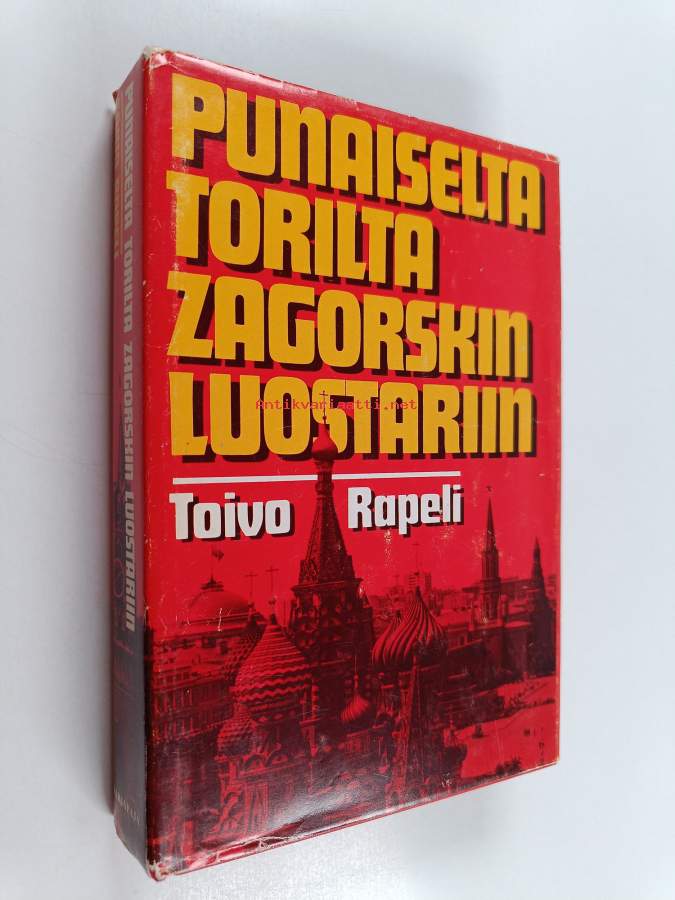 PUNAISELTA
TORILTA
ZAGORSKIN
LUOSTARIIN
Toivo Rapeli
PUNAISELTA TORILTA ZAGORSKIN LUOSTARIIN
Antikvariaatti.net